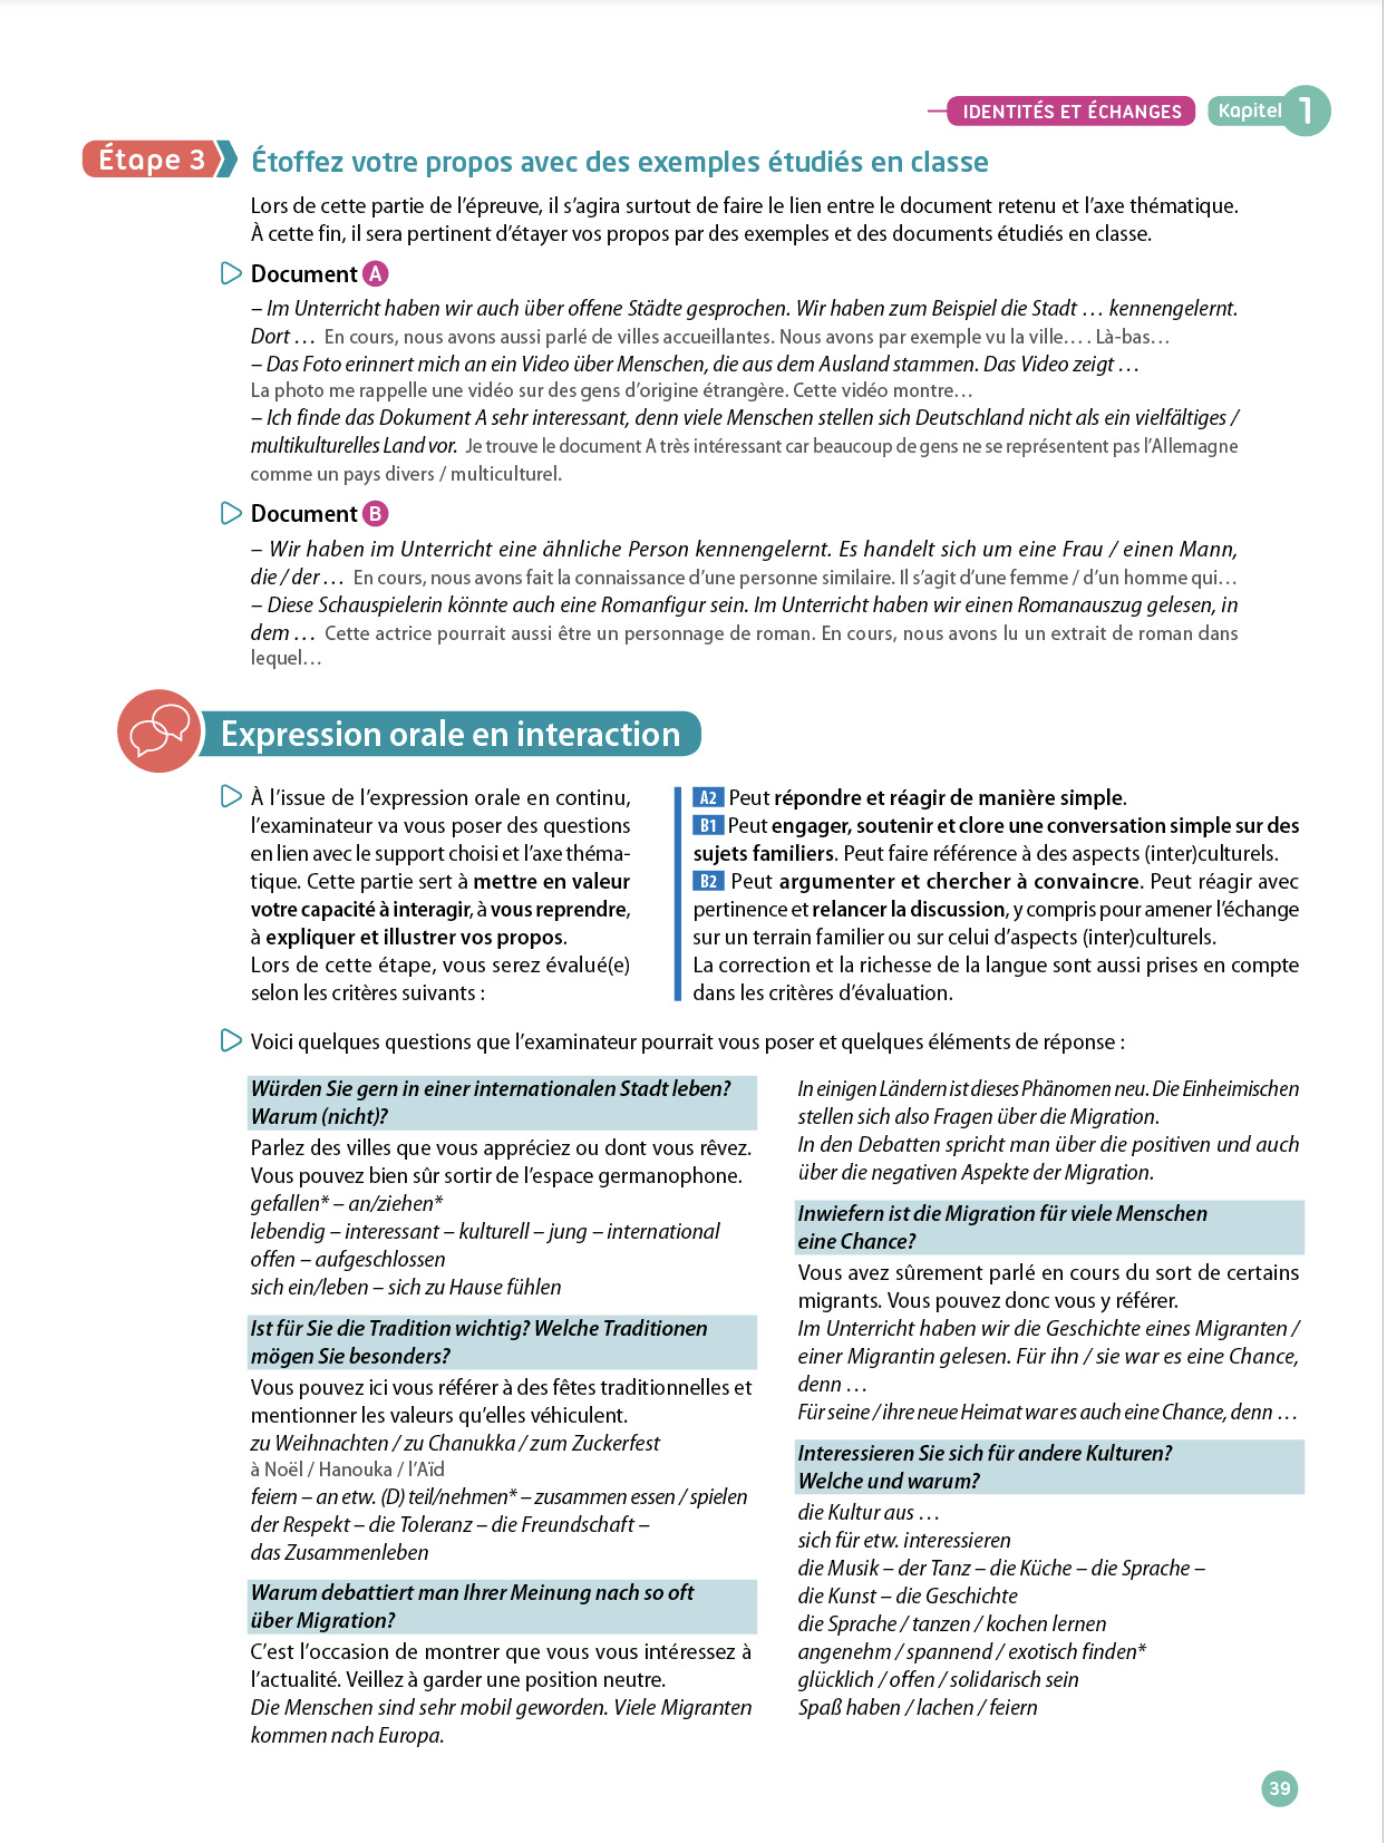 IDENTITÉS ET ÉCHANGES Kapitel 1
Étape 3 Étoffez votre propos avec des exemples étudiés en classe
Lors de cette partie de l'épreuve, il s'agira surtout de faire le lien entre le document retenu et l'axe thématique.
À cette fin, il sera pertinent d'étayer vos propos par des exemples et des documents étudiés en classe.
Document A
– Im Unterricht haben wir auch über offene Städte gesprochen. Wir haben zum Beispiel die Stadt … kennengelernt.
Dort … En cours, nous avons aussi parlé de villes accueillantes. Nous avons par exemple vu la ville…. Là-bas…
– Das Foto erinnert mich an ein Video über Menschen, die aus dem Ausland stammen. Das Video zeigt …
La photo me rappelle une vidéo sur des gens d'origine étrangère. Cette vidéo montre…
– Ich finde das Dokument A sehr interessant, denn viele Menschen stellen sich Deutschland nicht als ein vielfältiges /
multikulturelles Land vor. Je trouve le document A très intéressant car beaucoup de gens ne se représentent pas l'Allemagne
comme un pays divers / multiculturel.
Document B
– Wir haben im Unterricht eine ähnliche Person kennengelernt. Es handelt sich um eine Frau / einen Mann,
die / der … En cours, nous avons fait la connaissance d'une personne similaire. Il s'agit d'une femme / d'un homme qui…
– Diese Schauspielerin könnte auch eine Romanfigur sein. Im Unterricht haben wir einen Romanauszug gelesen, in
dem … Cette actrice pourrait aussi être un personnage de roman. En cours, nous avons lu un extrait de roman dans
lequel…
Expression orale en interaction
À l'issue de l'expression orale en continu,
l'examinateur va vous poser des questions
en lien avec le support choisi et l'axe théma-
tique. Cette partie sert à mettre en valeur
votre capacité à interagir, à vous reprendre,
à expliquer et illustrer vos propos.
Lors de cette étape, vous serez évalué(e)
selon les critères suivants :
A2 Peut répondre et réagir de manière simple.
B1 Peut engager, soutenir et clore une conversation simple sur des
sujets familiers. Peut faire référence à des aspects (inter)culturels.
B2 Peut argumenter et chercher à convaincre. Peut réagir avec
pertinence et relancer la discussion, y compris pour amener l'échange
sur un terrain familier ou sur celui d'aspects (inter)culturels.
La correction et la richesse de la langue sont aussi prises en compte
dans les critères d'évaluation.
Voici quelques questions que l'examinateur pourrait vous poser et quelques éléments de réponse :
Würden Sie gern in einer internationalen Stadt leben?
Warum (nicht)?
Parlez des villes que vous appréciez ou dont vous rêvez.
Vous pouvez bien sûr sortir de l'espace germanophone.
gefallen* – an/ziehen*
lebendig – interessant – kulturell – jung – international
offen – aufgeschlossen
sich ein/leben – sich zu Hause fühlen
Ist für Sie die Tradition wichtig? Welche Traditionen
mögen Sie besonders?
Vous pouvez ici vous référer à des fêtes traditionnelles et
mentionner les valeurs qu'elles véhiculent.
zu Weihnachten / zu Chanukka / zum Zuckerfest
à Noël / Hanouka / l'Aïd
feiern – an etw. (D) teil/nehmen* – zusammen essen / spielen
der Respekt – die Toleranz – die Freundschaft –
das Zusammenleben
Warum debattiert man Ihrer Meinung nach so oft
über Migration?
C'est l'occasion de montrer que vous vous intéressez à
l'actualité. Veillez à garder une position neutre.
Die Menschen sind sehr mobil geworden. Viele Migranten
kommen nach Europa.
In einigen Ländern ist dieses Phänomen neu. Die Einheimischen
stellen sich also Fragen über die Migration.
In den Debatten spricht man über die positiven und auch
über die negativen Aspekte der Migration.
Inwiefern ist die Migration für viele Menschen
eine Chance?
Vous avez sûrement parlé en cours du sort de certains
migrants. Vous pouvez donc vous y référer.
Im Unterricht haben wir die Geschichte eines Migranten /
einer Migrantin gelesen. Für ihn / sie war es eine Chance,
denn …
Für seine / ihre neue Heimat war es auch eine Chance, denn …
Interessieren Sie sich für andere Kulturen?
Welche und warum?
die Kultur aus …
sich für etw. interessieren
die Musik – der Tanz – die Küche – die Sprache –
die Kunst – die Geschichte
die Sprache / tanzen / kochen lernen
angenehm / spannend / exotisch finden*
glücklich / offen / solidarisch sein
Spaß haben / lachen / feiern
39